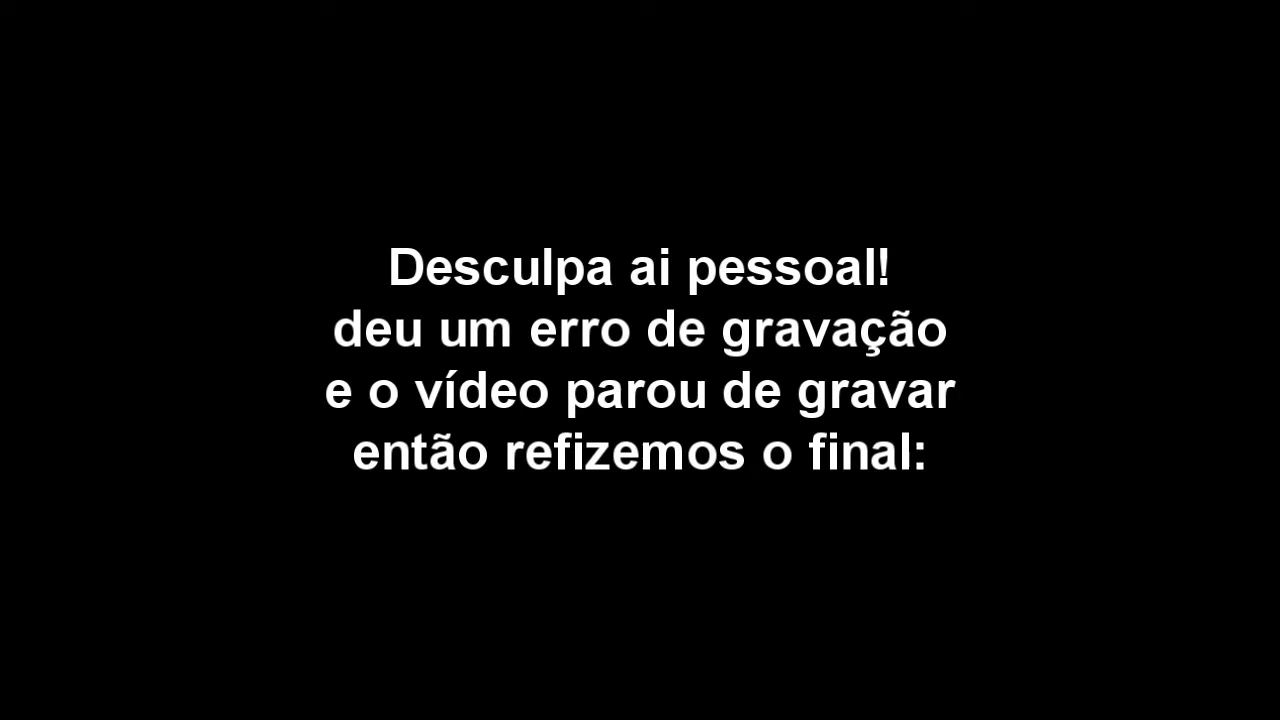 Desculpa ai pessoal!
deu um erro de gravação
e o vídeo parou de gravar
então refizemos o final: